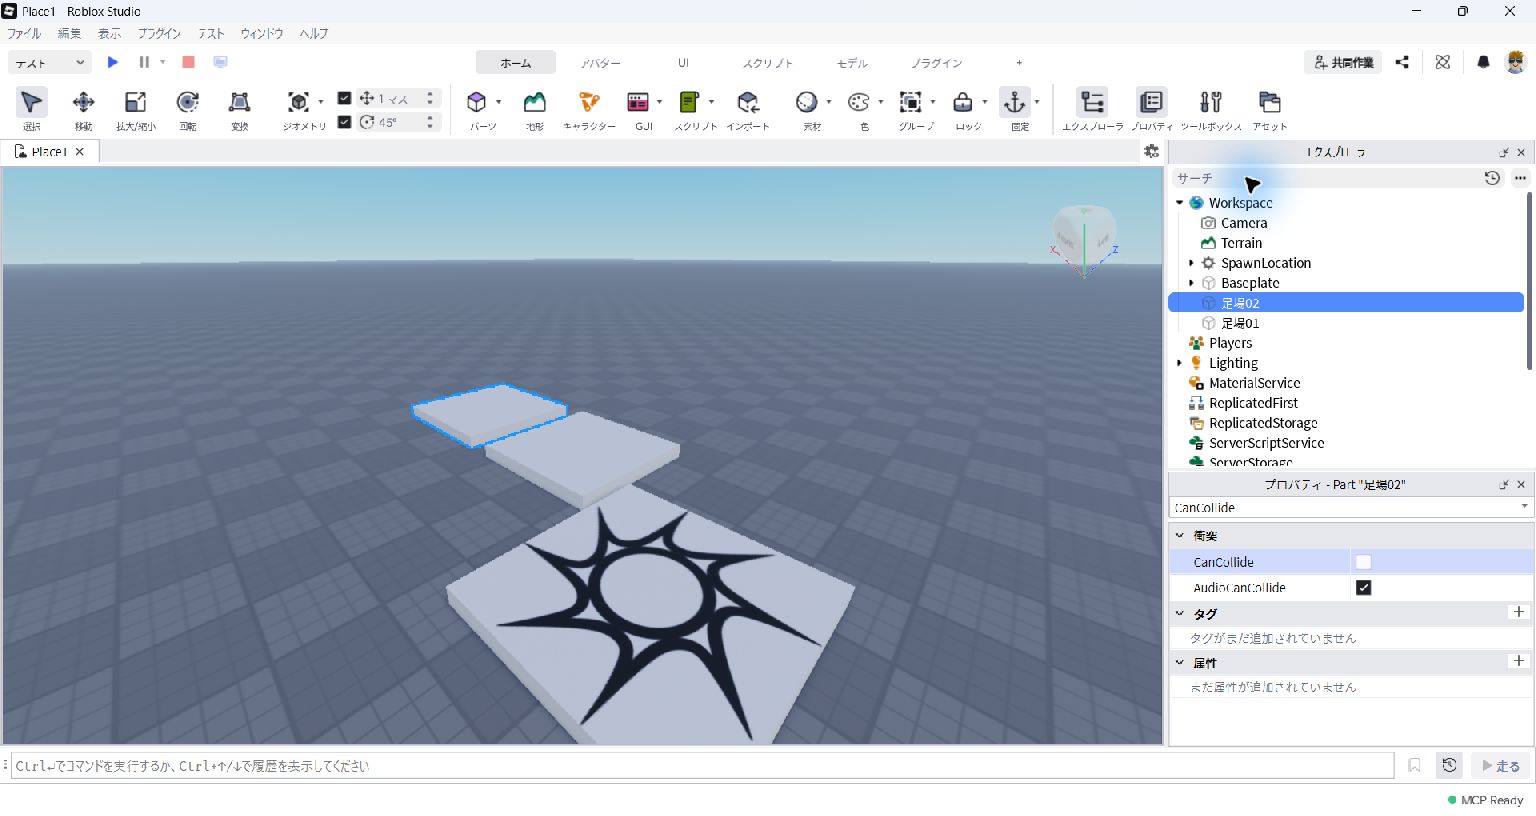 Place1 - Roblox Studio
ファイル 編集 表示 プラグイン テスト ウィンドウ ヘルプ
テスト
ホーム アバター UI スクリプト モデル プラグイン +
共同作業
1 マス
45°
選択 移動 拡大/縮小 回転 変換 ジオメトリ パーツ 地形 キャラクター GUI スクリプト インポート 素材 色 グループ ロック 固定 エクスプローラ プロパティ ツールボックス アセット
Place1
エクスプローラ
サーチ
Workspace
Camera
Terrain
SpawnLocation
Baseplate
足場02
足場01
Players
Lighting
MaterialService
ReplicatedFirst
ReplicatedStorage
ServerScriptService
ServerStorage
X Z
プロパティ - Part "足場02"
CanCollide
衝突
CanCollide
AudioCanCollide
タグ
タグがまだ追加されていません
属性
まだ属性が追加されていません
Ctrl+↵でコマンドを実行するか、Ctrl+↑/↓で履歴を表示してください
走る
MCP Ready